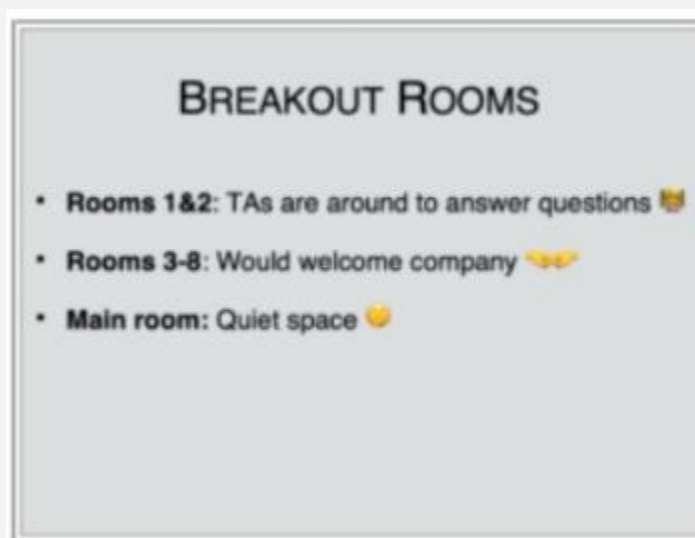 BREAKOUT ROOMS
• Rooms 1&2: TAs are around to answer questions
• Rooms 3-8: Would welcome company
• Main room: Quiet space